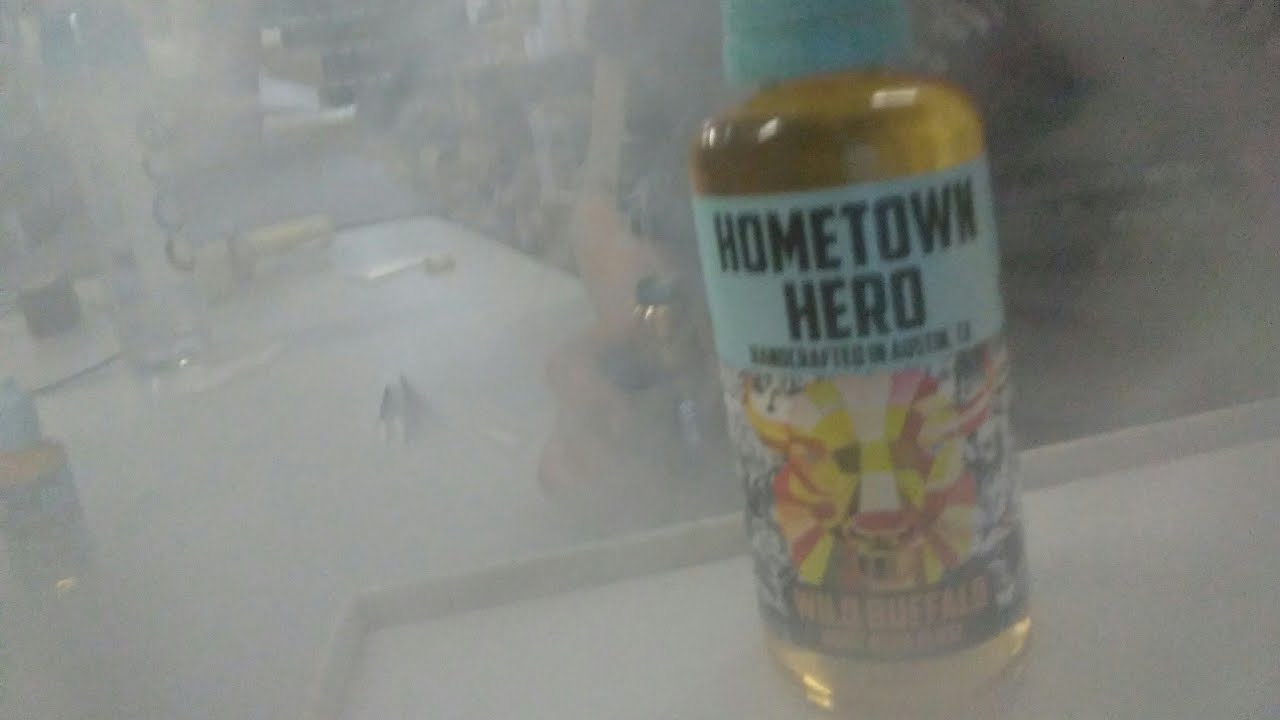 HOMETOWN
HERO
HANDCRAFTED IN AUSTIN, TX
WILD BUFFALO